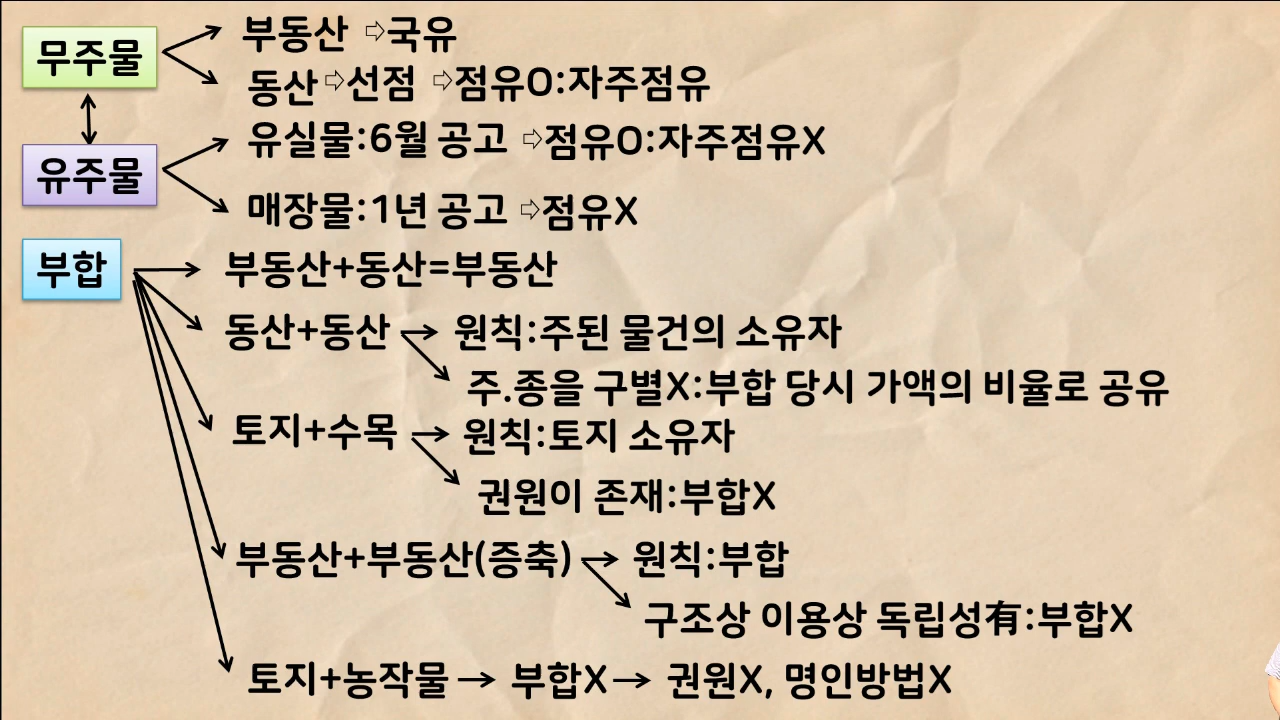 무주물
부동산 ⇨국유
동산⇨선점 ⇨점유O:자주점유
유주물
유실물:6월 공고 ⇨점유O:자주점유X
매장물:1년 공고 ⇨점유X
부합
부동산+동산=부동산
동산+동산 → 원칙:주된 물건의 소유자
주.종을 구별X:부합 당시 가액의 비율로 공유
토지+수목 → 원칙:토지 소유자
권원이 존재:부합X
부동산+부동산(증축) → 원칙:부합
구조상 이용상 독립성有:부합X
토지+농작물 → 부합X → 권원X, 명인방법X